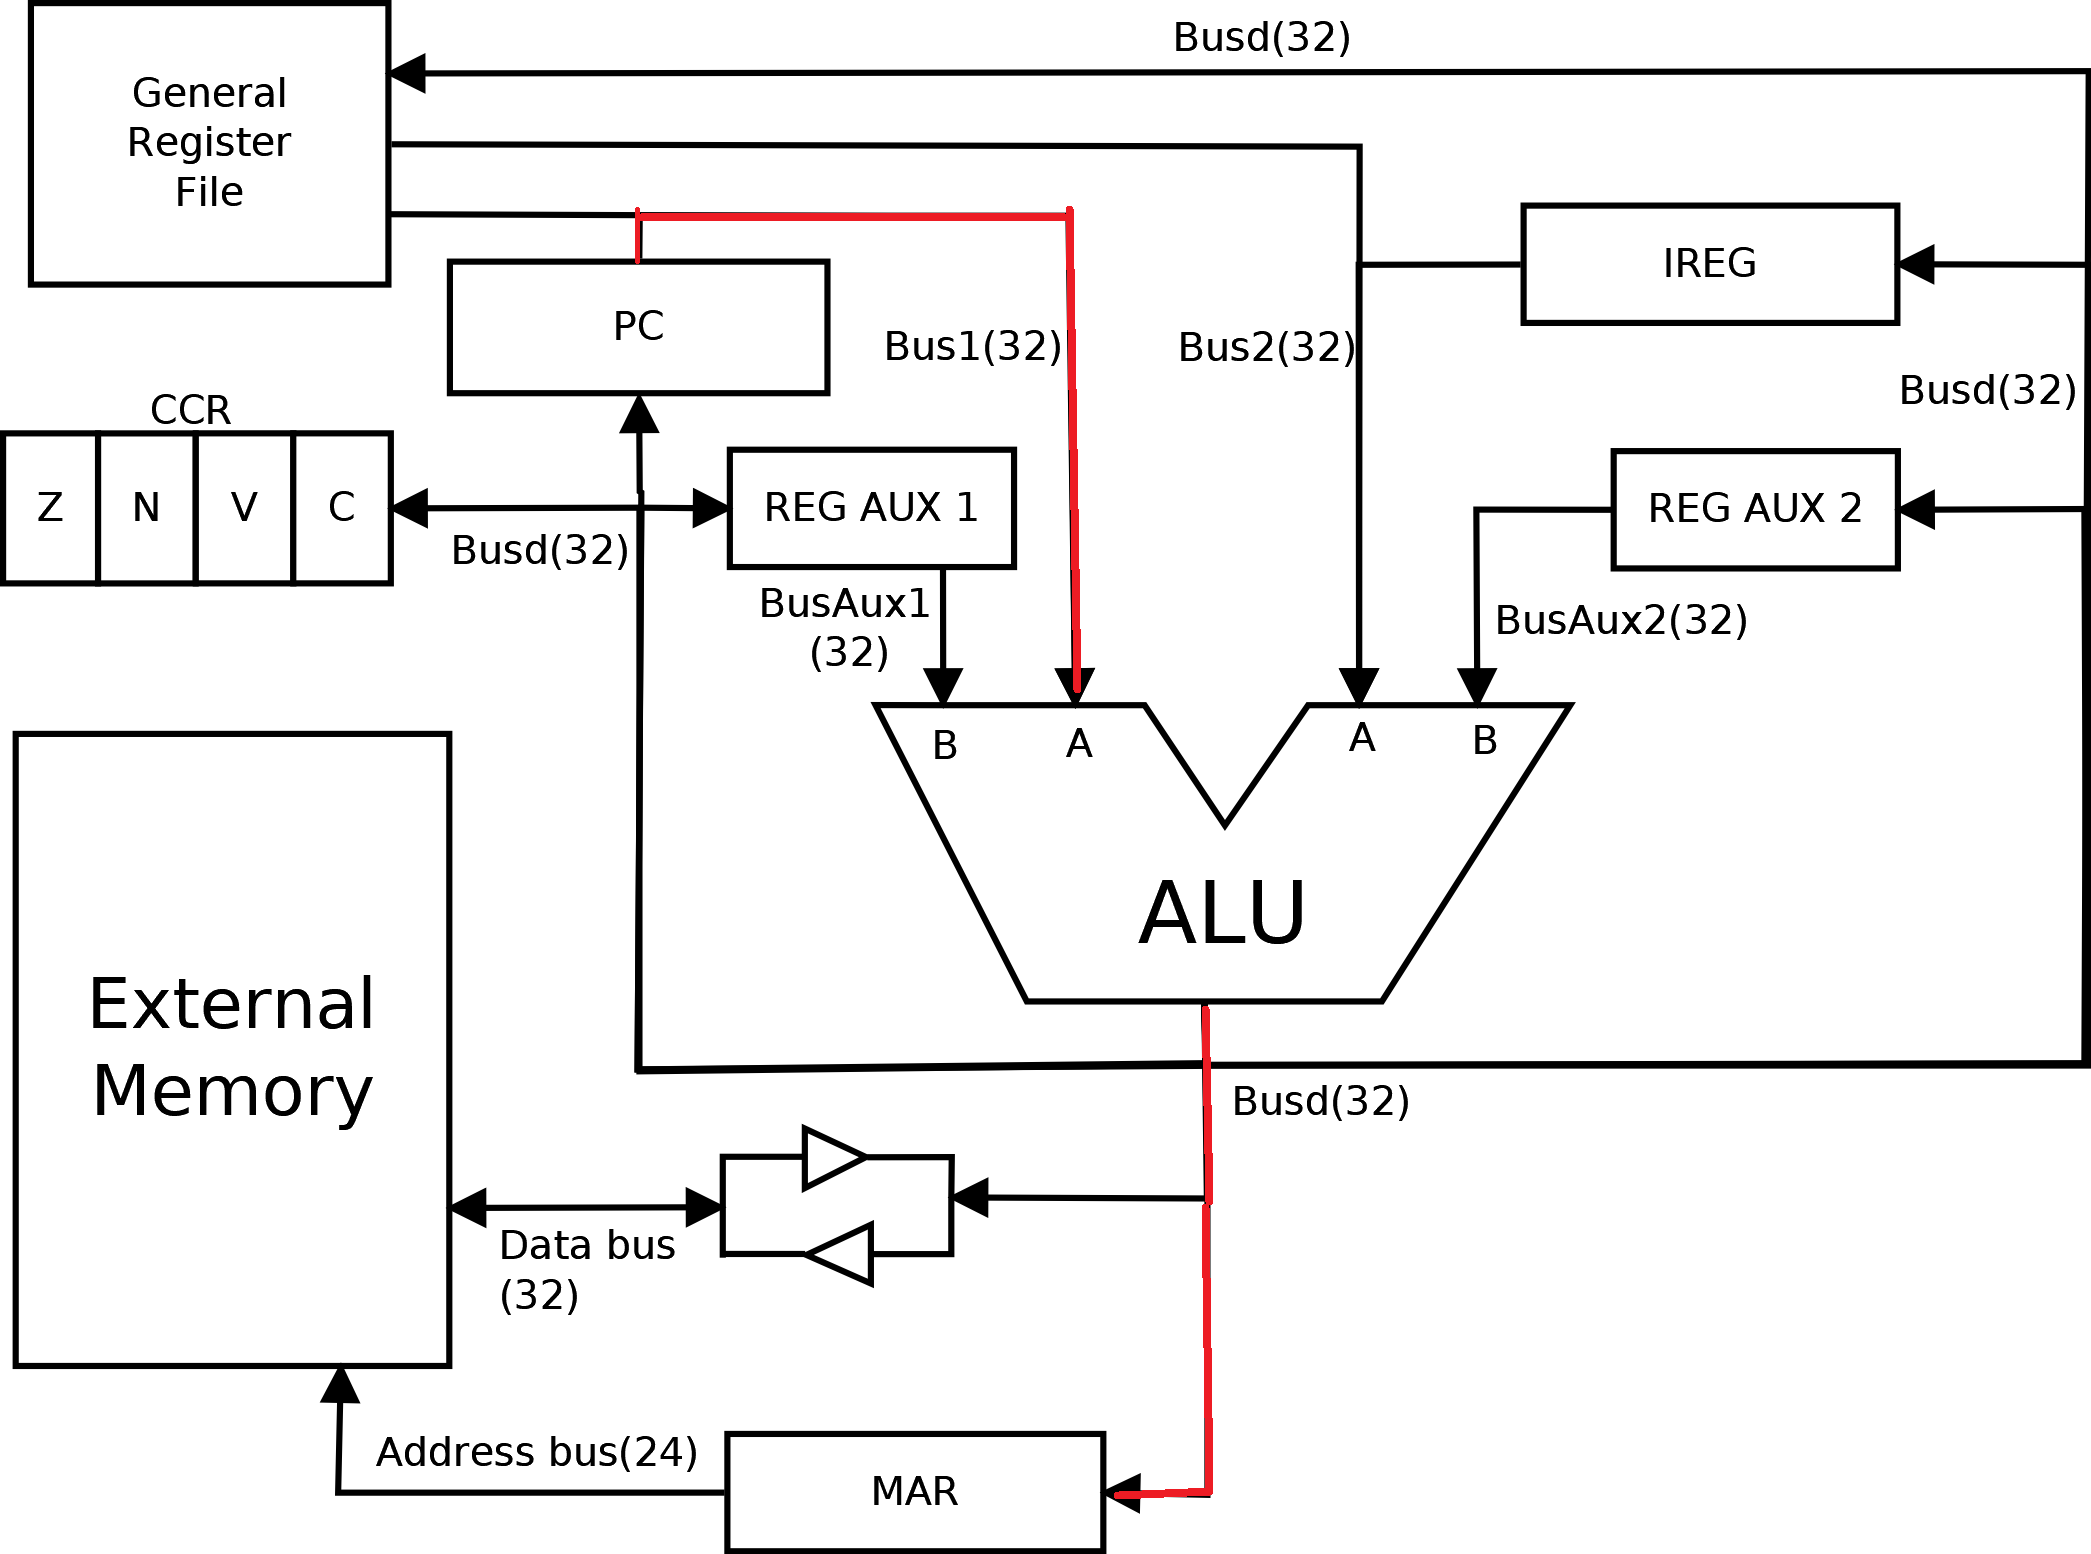 Busd(32)
General
Register
File
IREG
PC
Bus1(32)
Bus2(32)
Busd(32)
CCR
Z
N
V
C
REG AUX 1
REG AUX 2
Busd(32)
BusAux1
(32)
BusAux2(32)
B
A
A
B
ALU
External
Memory
Busd(32)
Data bus
(32)
Address bus(24)
MAR